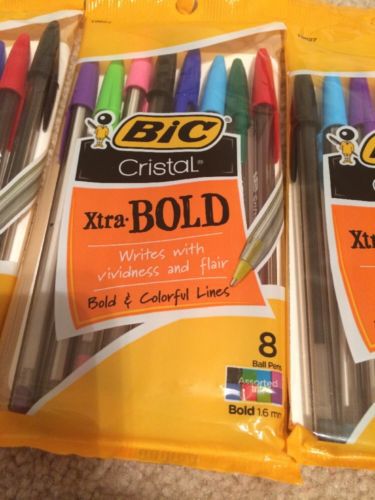 BiC
Cristal®
Xtra-BOLD
Writes with
vividness and flair
Bold & Colorful Lines
8
Ball Pens
Assorted
Bold 1.6 mm
Xtra